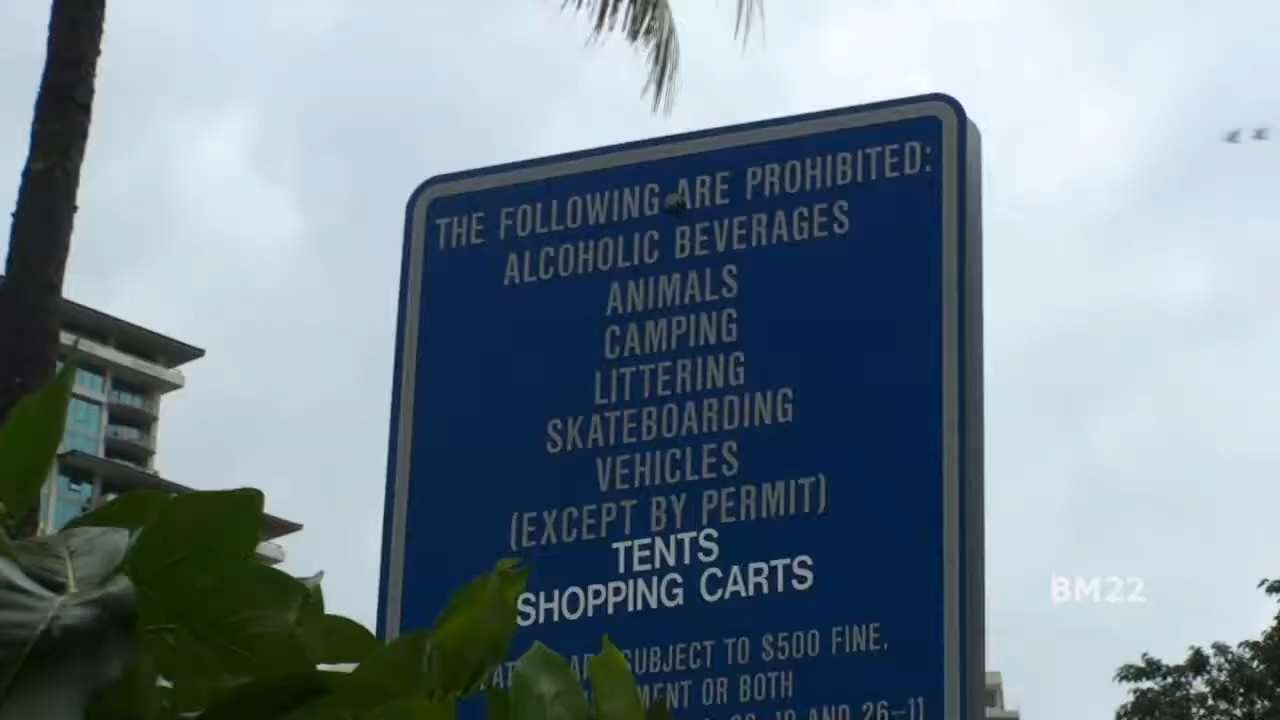 THE FOLLOWING ARE PROHIBITED:
ALCOHOLIC BEVERAGES
ANIMALS
CAMPING
LITTERING
SKATEBOARDING
VEHICLES
(EXCEPT BY PERMIT)
TENTS
SHOPPING CARTS
SUBJECT TO $500 FINE,
OR BOTH
AND 26-11
BM22